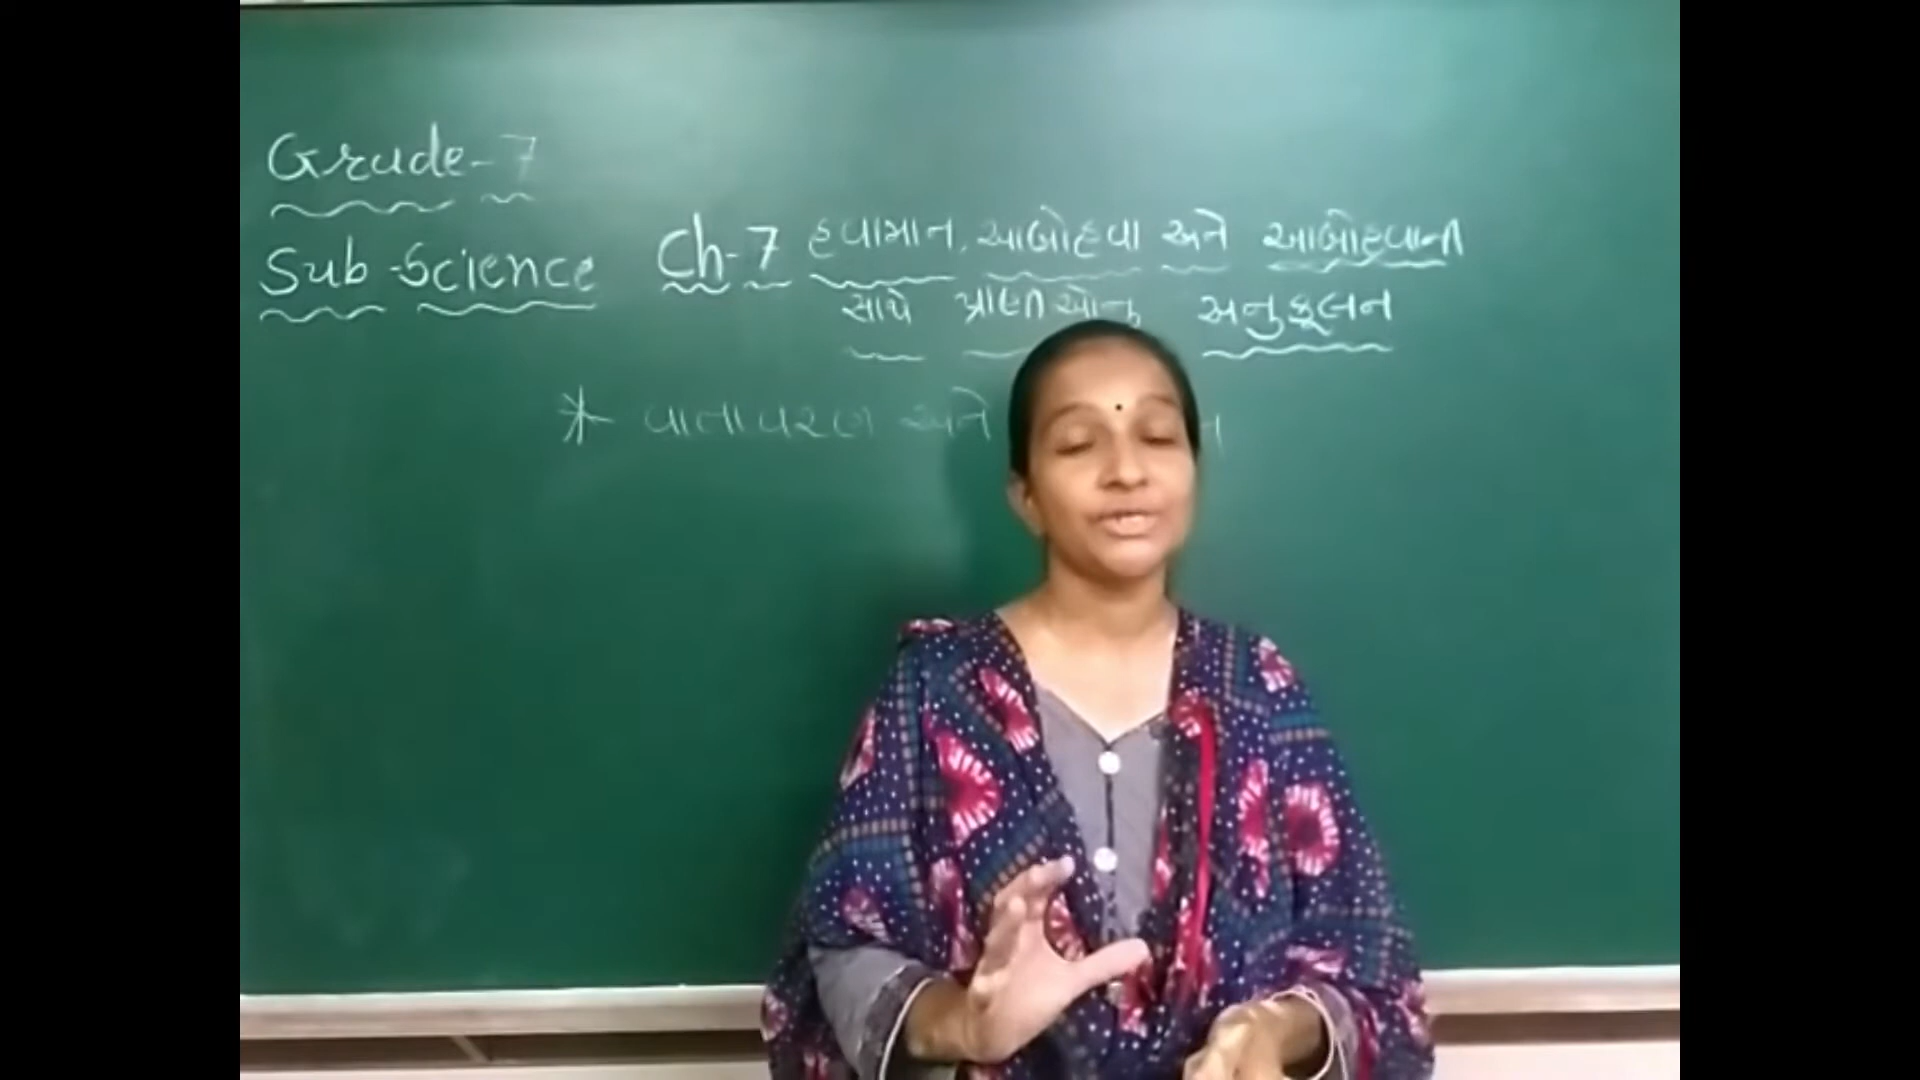 Grade-7
Sub-Science
Ch-7 હવામાન, આબોહવા અને આબોહવાની
સાથે પ્રાણીઓનુ અનુકૂલન
* વાતાવરણ અને